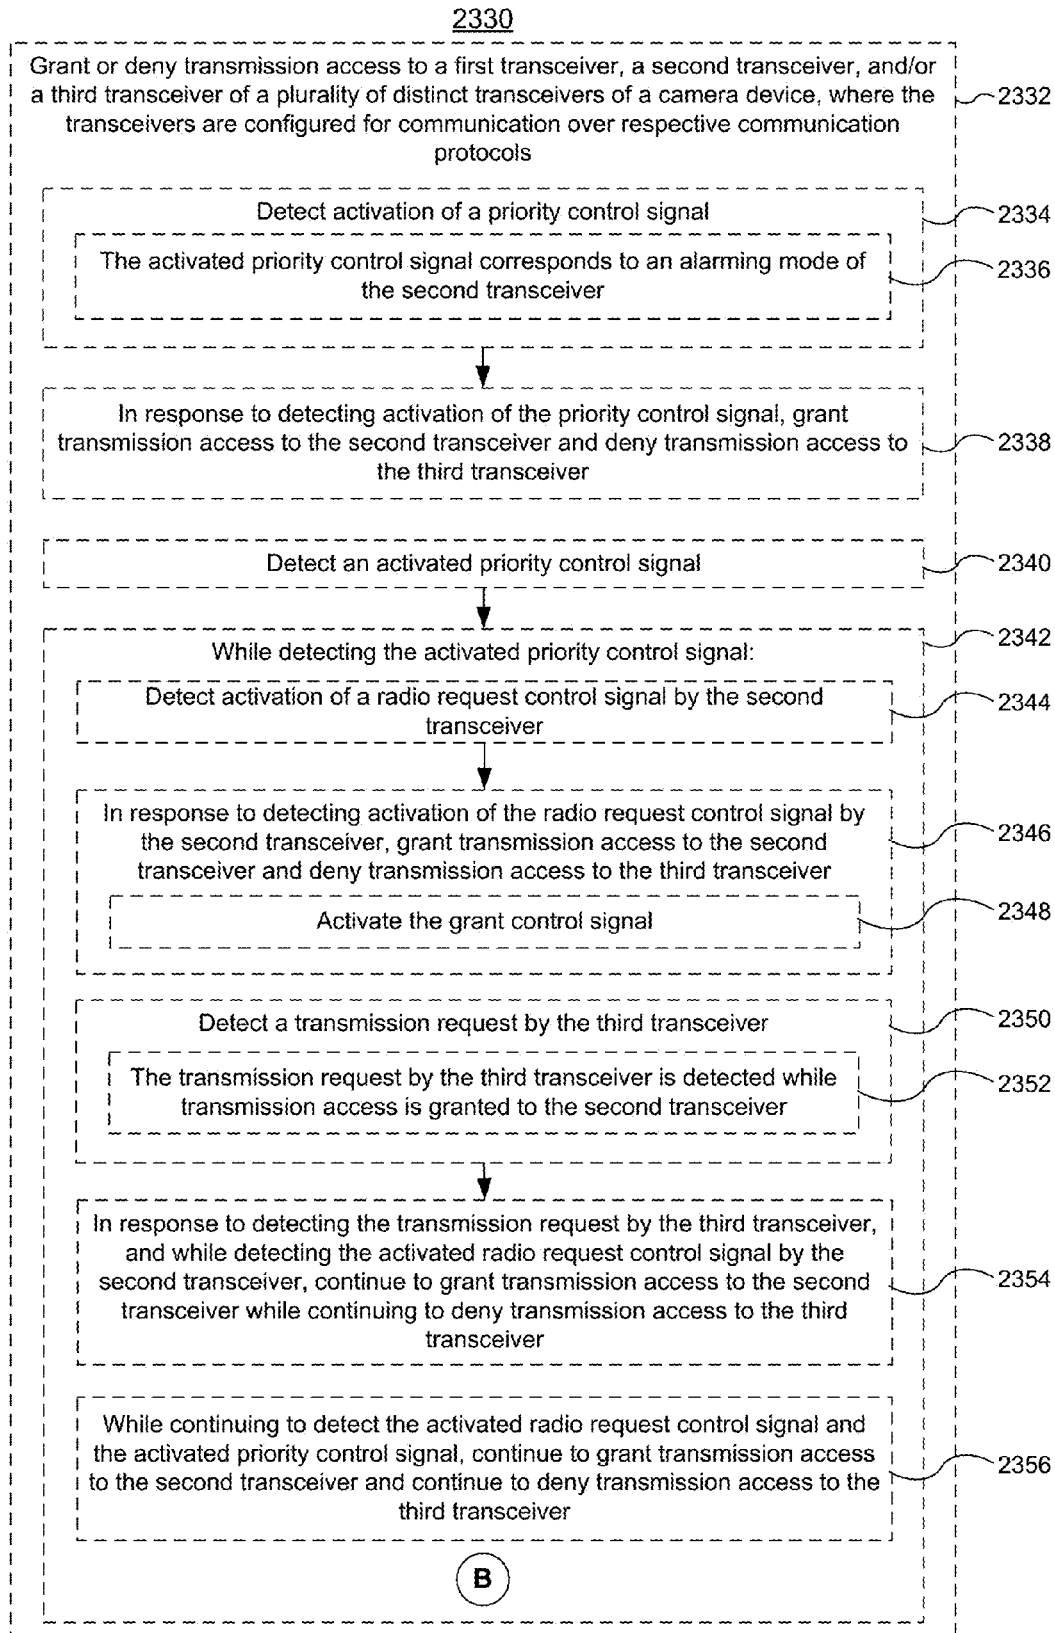 2330
Grant or deny transmission access to a first transceiver, a second transceiver, and/or
a third transceiver of a plurality of distinct transceivers of a camera device, where the
transceivers are configured for communication over respective communication
protocols
2332
Detect activation of a priority control signal
2334
The activated priority control signal corresponds to an alarming mode of
the second transceiver
2336
In response to detecting activation of the priority control signal, grant
transmission access to the second transceiver and deny transmission access to
the third transceiver
2338
Detect an activated priority control signal
2340
While detecting the activated priority control signal:
2342
Detect activation of a radio request control signal by the second
transceiver
2344
In response to detecting activation of the radio request control signal by
the second transceiver, grant transmission access to the second
transceiver and deny transmission access to the third transceiver
2346
Activate the grant control signal
2348
Detect a transmission request by the third transceiver
2350
The transmission request by the third transceiver is detected while
transmission access is granted to the second transceiver
2352
In response to detecting the transmission request by the third transceiver,
and while detecting the activated radio request control signal by the
second transceiver, continue to grant transmission access to the second
transceiver while continuing to deny transmission access to the third
transceiver
2354
While continuing to detect the activated radio request control signal and
the activated priority control signal, continue to grant transmission access
to the second transceiver and continue to deny transmission access to the
third transceiver
2356
B